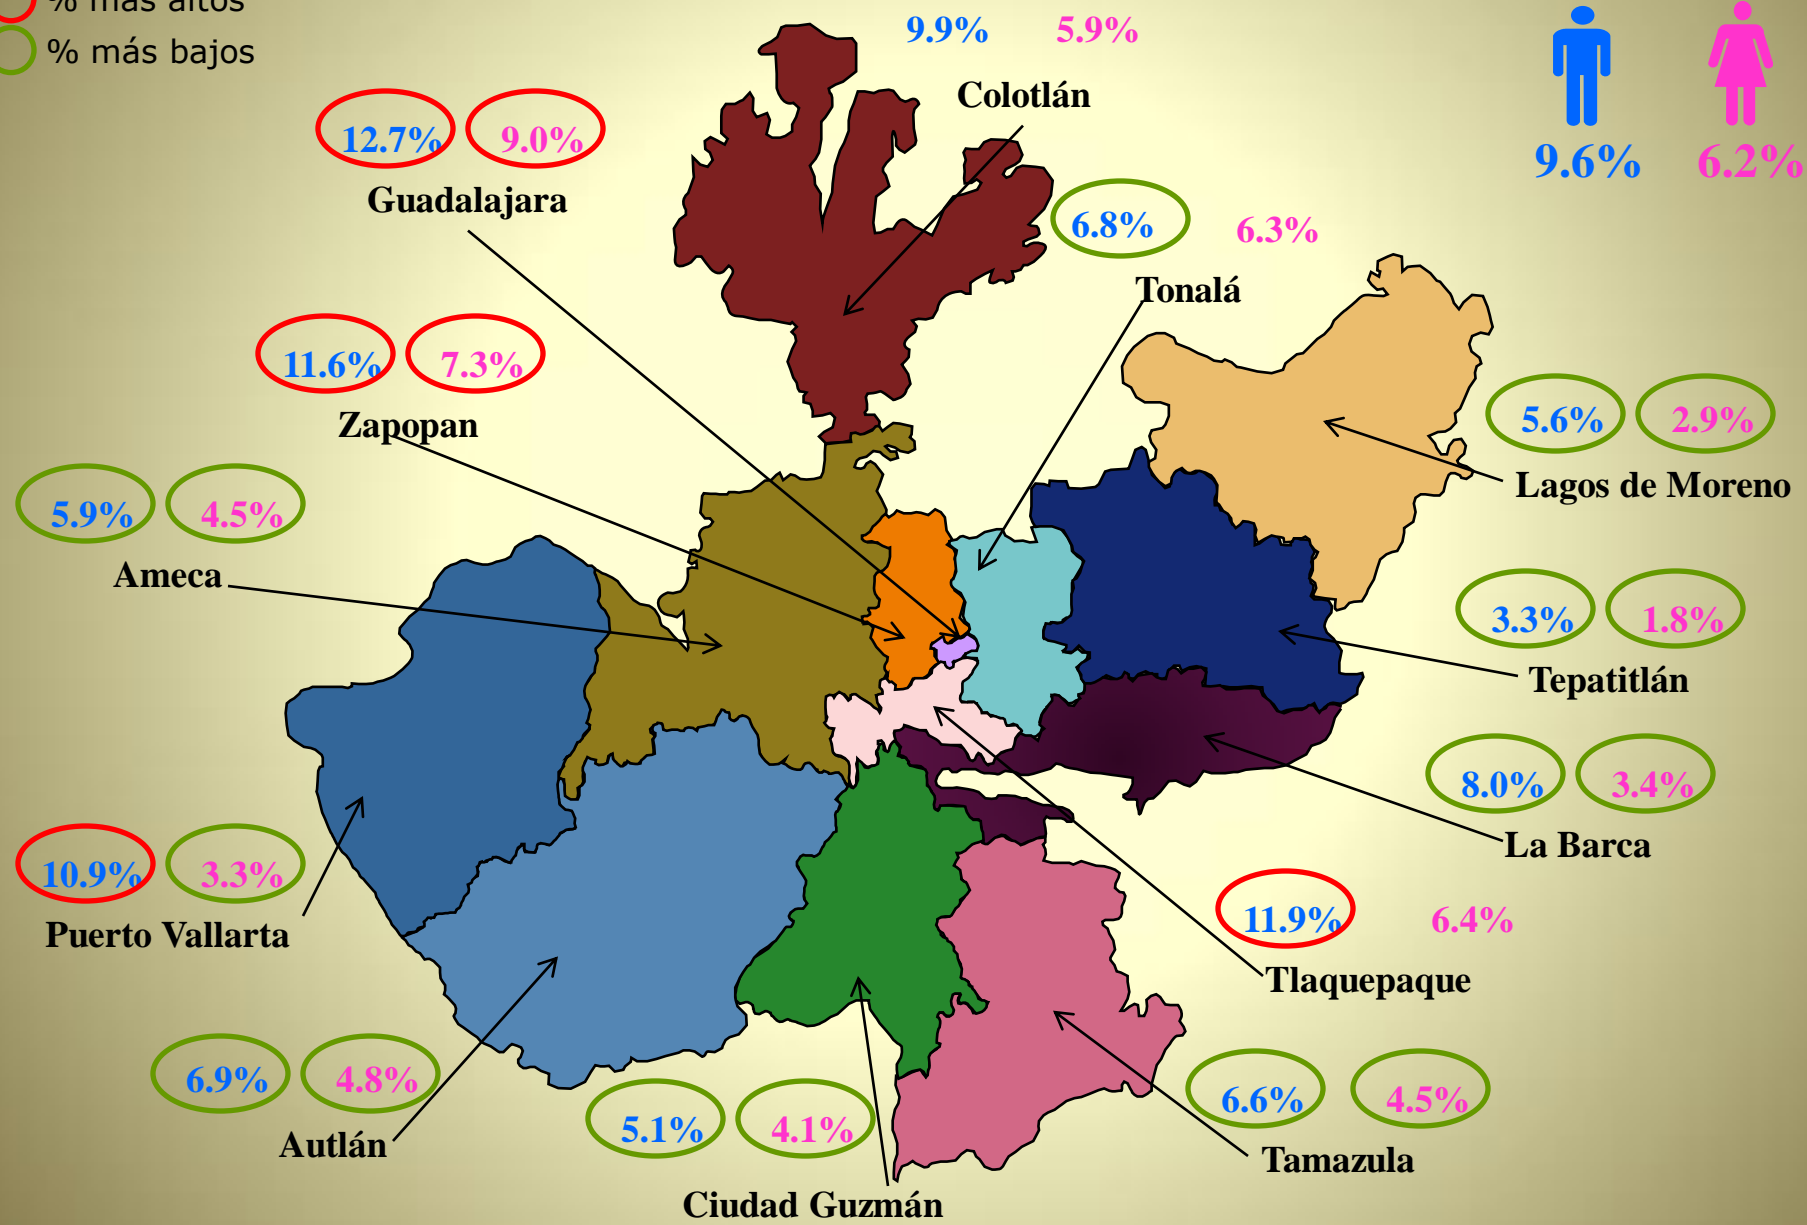 % más altos
% más bajos
9.9% 5.9%
Colotlán
9.6% 6.2%
12.7% 9.0%
Guadalajara
6.8% 6.3%
Tonalá
11.6% 7.3%
Zapopan
5.6% 2.9%
Lagos de Moreno
5.9% 4.5%
Ameca
3.3% 1.8%
Tepatitlán
8.0% 3.4%
La Barca
10.9% 3.3%
Puerto Vallarta
11.9% 6.4%
Tlaquepaque
6.9% 4.8%
Autlán
5.1% 4.1%
Ciudad Guzmán
6.6% 4.5%
Tamazula